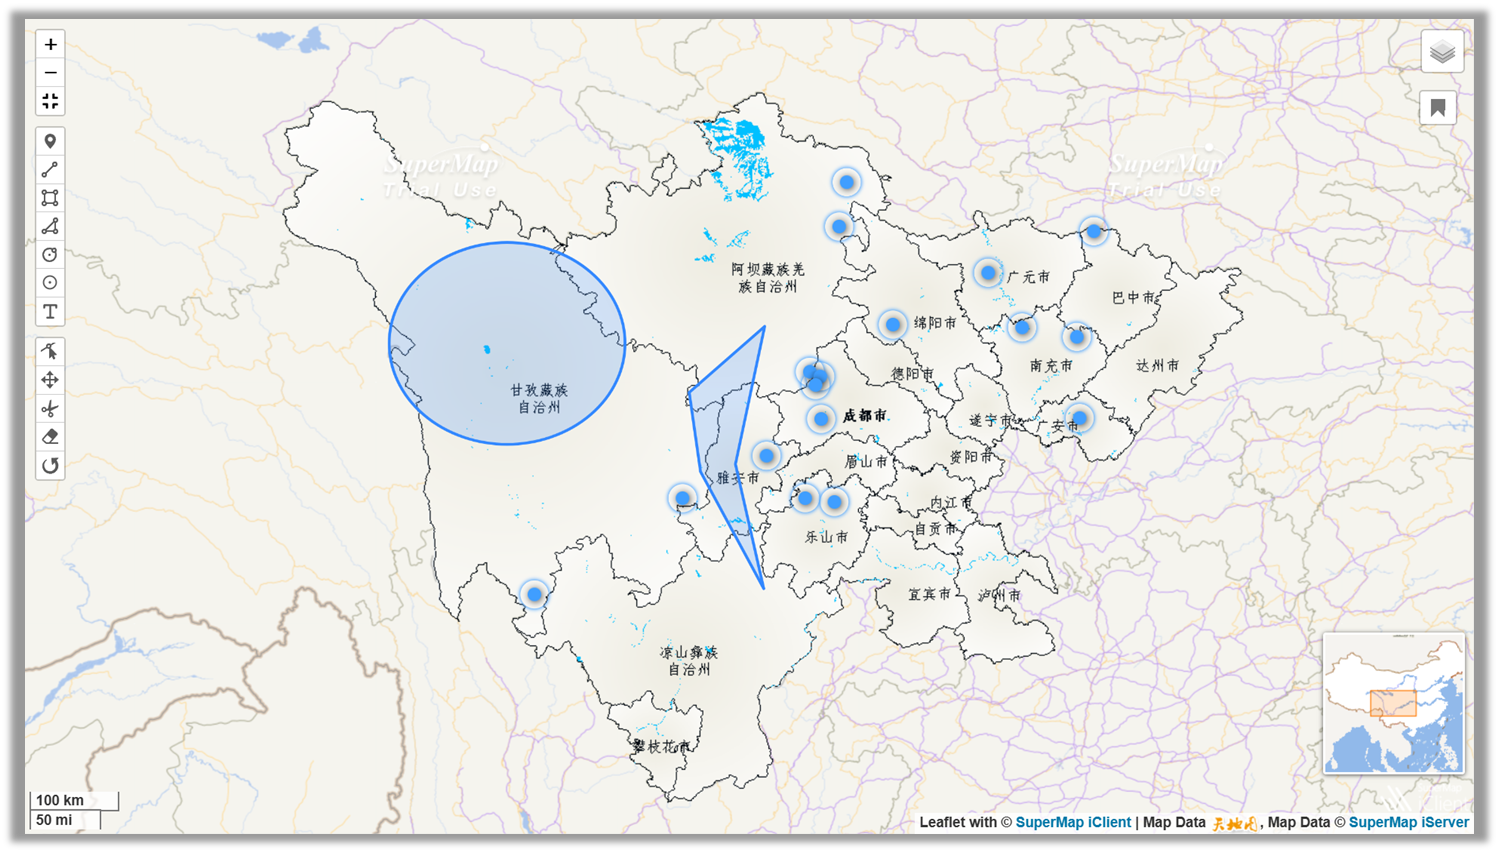 +
−
SuperMap
Trial Use
SuperMap
Trial Use
T
阿坝藏族羌
族自治州
广元市
巴中市
绵阳市
南充市
达州市
德阳市
甘孜藏族
自治州
成都市
遂宁市
广安市
眉山市
资阳市
雅安市
内江市
自贡市
乐山市
宜宾市
泸州市
凉山彝族
自治州
攀枝花市
100 km
50 mi
iClient
Leaflet with © SuperMap iClient | Map Data 天地图, Map Data © SuperMap iServer